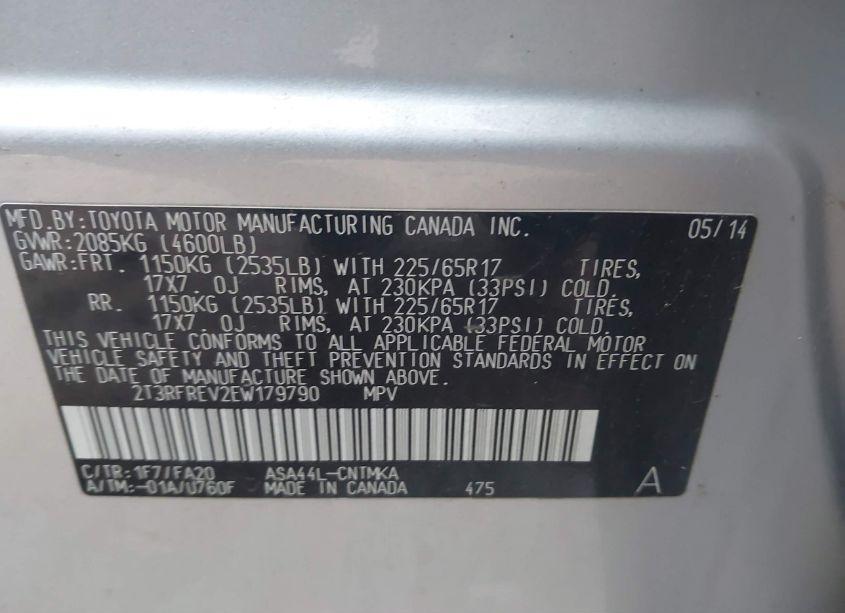 MFD.BY:TOYOTA MOTOR MANUFACTURING CANADA INC. 05/14
GVWR:2085KG (4600LB)
GAWR:FRT. 1150KG (2535LB) WITH 225/65R17 TIRES,
17X7.0J RIMS, AT 230KPA (33PSI) COLD.
RR. 1150KG (2535LB) WITH 225/65R17 TIRES,
17X7.0J RIMS, AT 230KPA (33PSI) COLD.
THIS VEHICLE CONFORMS TO ALL APPLICABLE FEDERAL MOTOR
VEHICLE SAFETY AND THEFT PREVENTION STANDARDS IN EFFECT ON
THE DATE OF MANUFACTURE SHOWN ABOVE.
2T3RFREV2EW179790 MPV
C/TR:1F7/FA20 ASA44L-CNTMKA
A/TM:-01A/U760F MADE IN CANADA 475 A